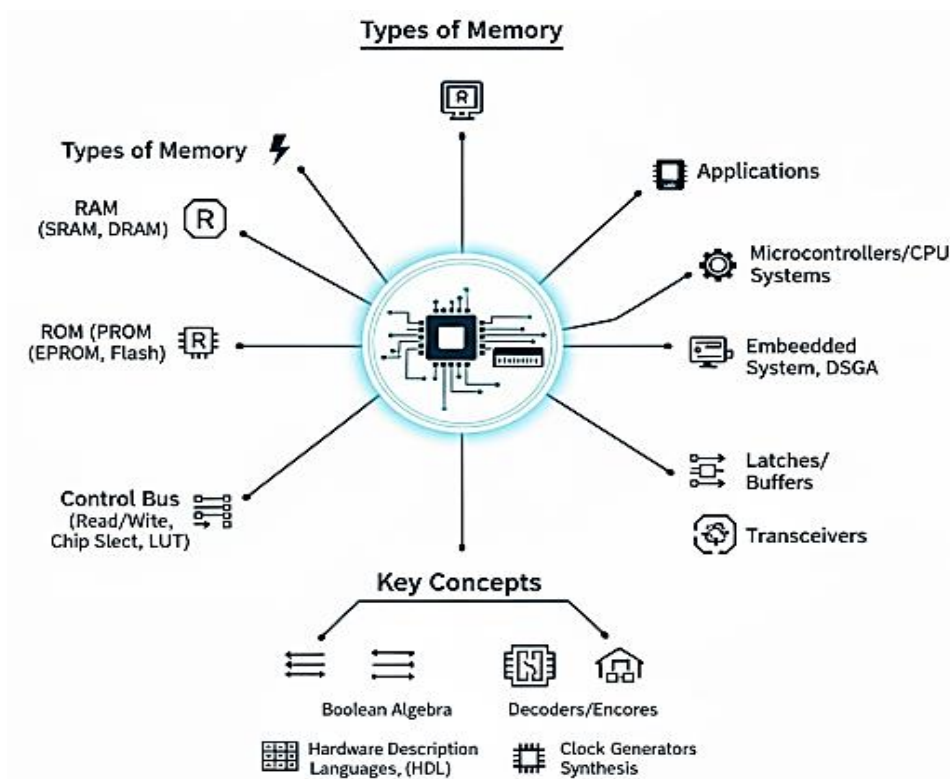 Types of Memory
R
Types of Memory
RAM
(SRAM, DRAM)
R
ROM (PROM
(EPROM, Flash)
R
Control Bus
(Read/Wite,
Chip Slect, LUT)
Applications
Microcontrollers/CPU
Systems
Embeedded
System, DSGA
Latches/
Buffers
Transceivers
Key Concepts
Boolean Algebra
Decoders/Encores
Hardware Description
Languages, (HDL)
Clock Generators
Synthesis